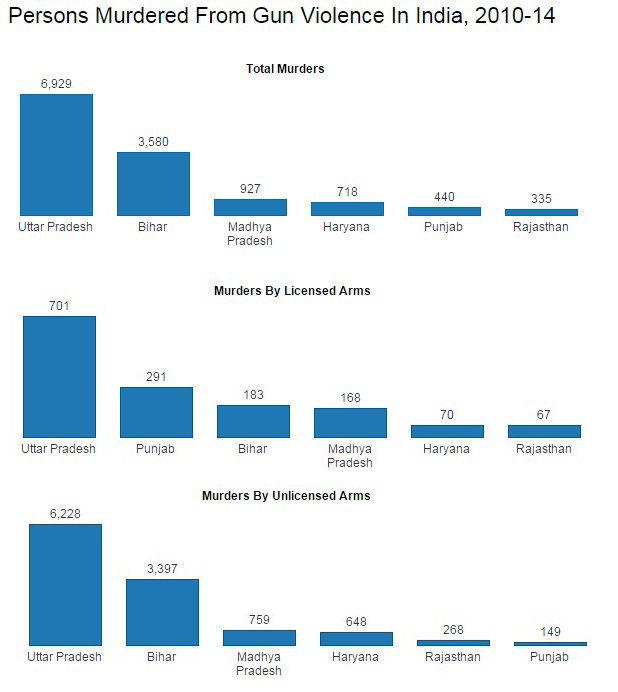 Persons Murdered From Gun Violence In India, 2010-14
Total Murders
6,929
3,580
927
718
440
335
Uttar Pradesh
Bihar
Madhya
Pradesh
Haryana
Punjab
Rajasthan
Murders By Licensed Arms
701
291
183
168
70
67
Uttar Pradesh
Punjab
Bihar
Madhya
Pradesh
Haryana
Rajasthan
Murders By Unlicensed Arms
6,228
3,397
759
648
268
149
Uttar Pradesh
Bihar
Madhya
Pradesh
Haryana
Rajasthan
Punjab